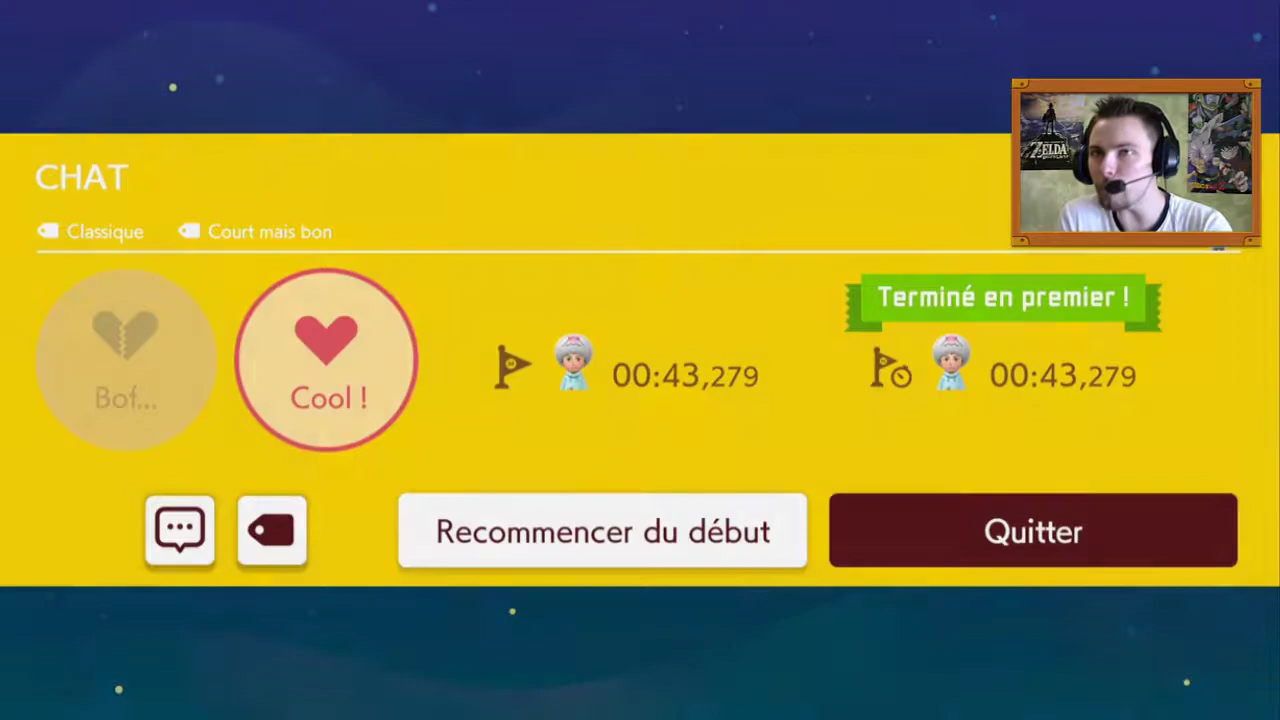 CHAT
Classique
Court mais bon
ZELDA
Bof...
Cool !
00:43,279
Terminé en premier !
00:43,279
Recommencer du début
Quitter